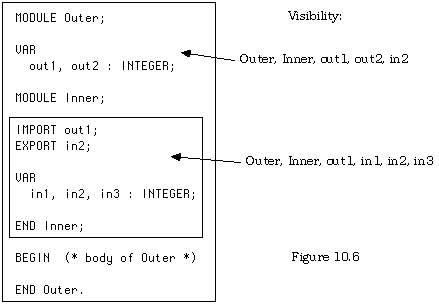 MODULE Outer;
Visibility:
VAR
out1, out2 : INTEGER;
Outer, Inner, out1, out2, in2
MODULE Inner;
IMPORT out1;
EXPORT in2;
Outer, Inner, out1, in1, in2, in3
VAR
in1, in2, in3 : INTEGER;
END Inner;
BEGIN (* body of Outer *)
Figure 10.6
END Outer.